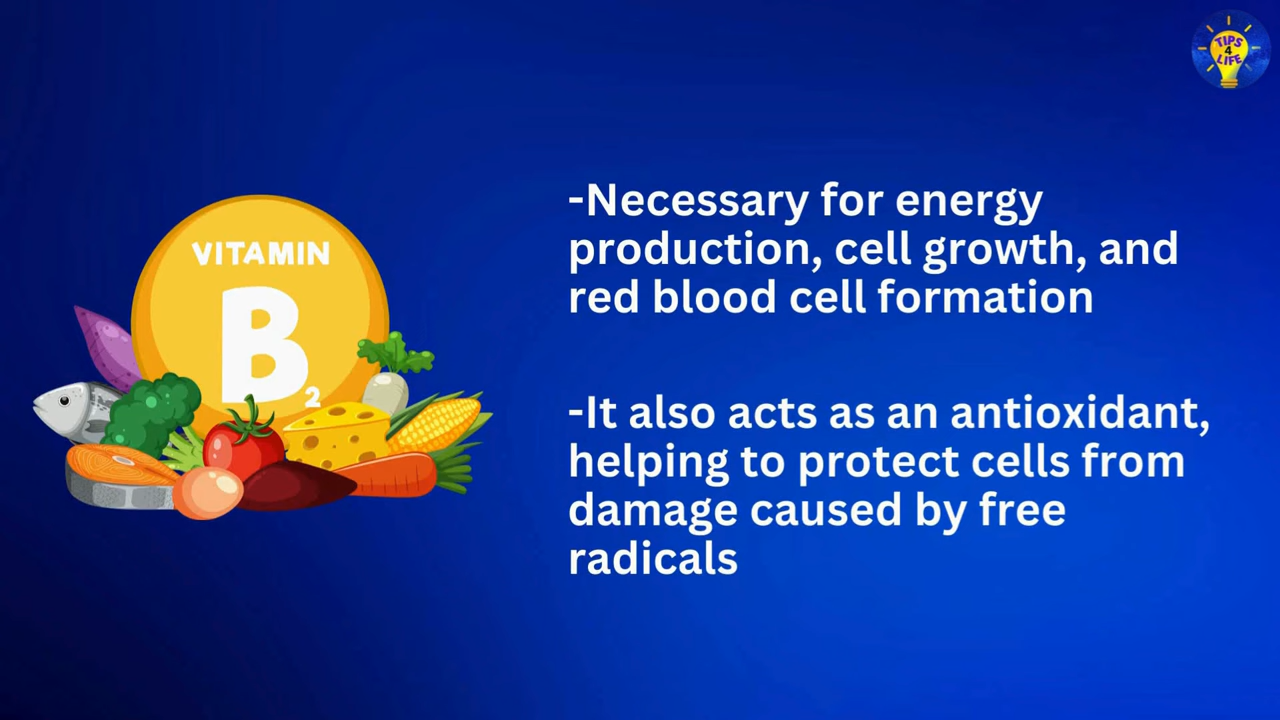 TIPS
4
LIFE
VITAMIN
B2
-Necessary for energy
production, cell growth, and
red blood cell formation
-It also acts as an antioxidant,
helping to protect cells from
damage caused by free
radicals